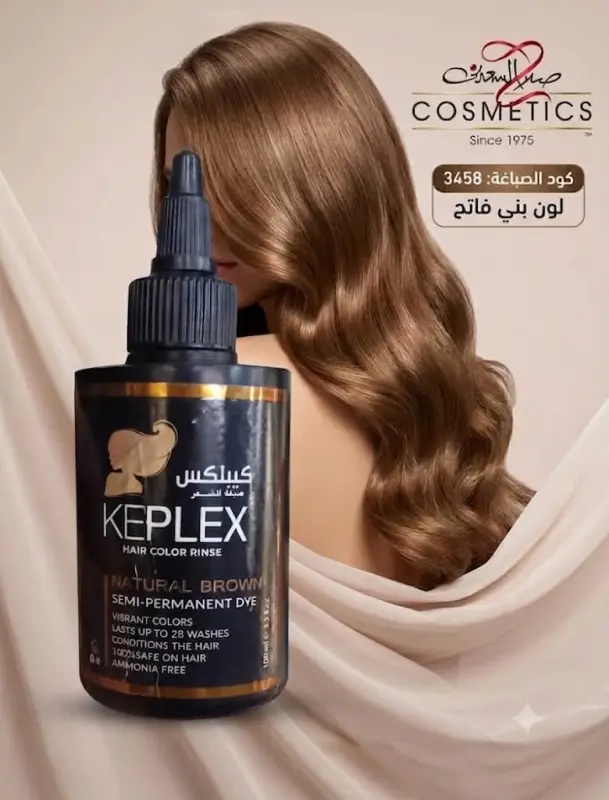 COSMETICS
Since 1975
TM
كود الصباغة: 3458
لون بني فاتح
كيبلكس
صبغة الشعر
KEPLEX
HAIR COLOR RINSE
NATURAL BROWN
SEMI-PERMANENT DYE
VIBRANT COLORS
LASTS UP TO 28 WASHES
CONDITIONS THE HAIR
100% SAFE ON HAIR
AMMONIA FREE